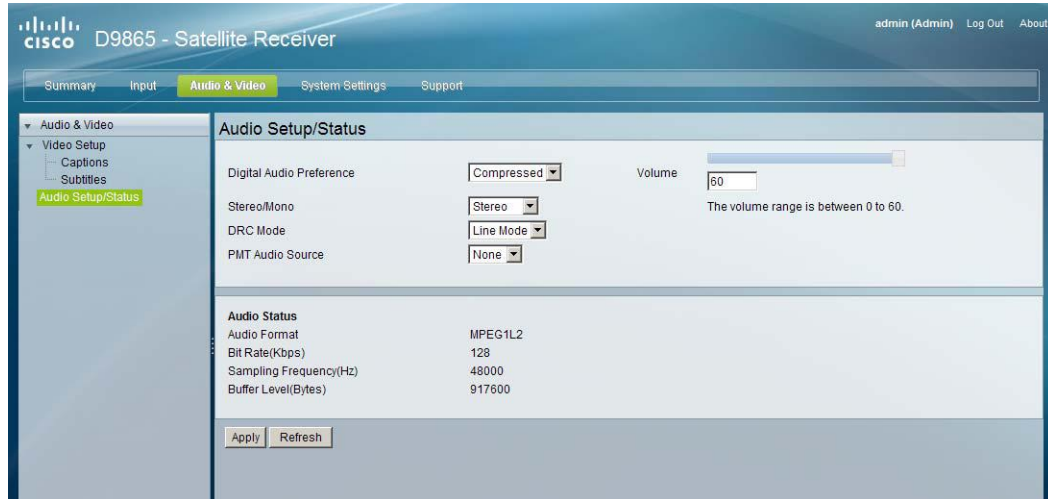 admin (Admin) Log Out About
CISCO D9865 - Satellite Receiver
Summary Input Audio & Video System Settings Support
Audio & Video
Video Setup
Captions
Subtitles
Audio Setup/Status
Audio Setup/Status
Digital Audio Preference Compressed Volume 60
Stereo/Mono Stereo The volume range is between 0 to 60.
DRC Mode Line Mode
PMT Audio Source None
Audio Status
Audio Format MPEG1L2
Bit Rate(Kbps) 128
Sampling Frequency(Hz) 48000
Buffer Level(Bytes) 917600
Apply Refresh